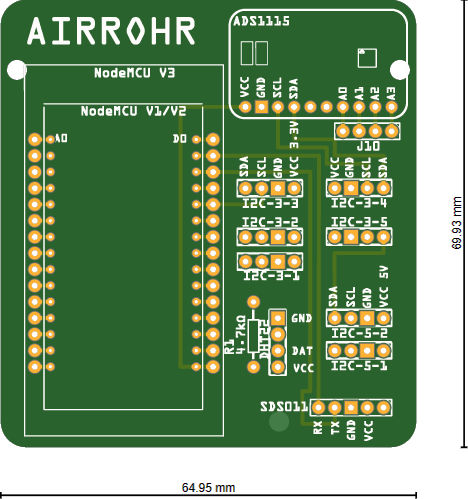 AIRROHR
ADS1115
NodeMCU V3
VCC GND SCL SDA A0 A1 A2 A3
NodeMCU V1/V2
A0 D0
3.3V
J10
SDA SCL GND VCC
VCC GND SCL SDA
I2C-3-3
I2C-3-4
I2C-3-2
I2C-3-5
I2C-3-1
5V
SDA SCL GND VCC
R1
4.7kΩ
DHT22
GND
DAT
VCC
I2C-5-2
I2C-5-1
SDS011
RX TX GND VCC
69.93 mm
64.95 mm